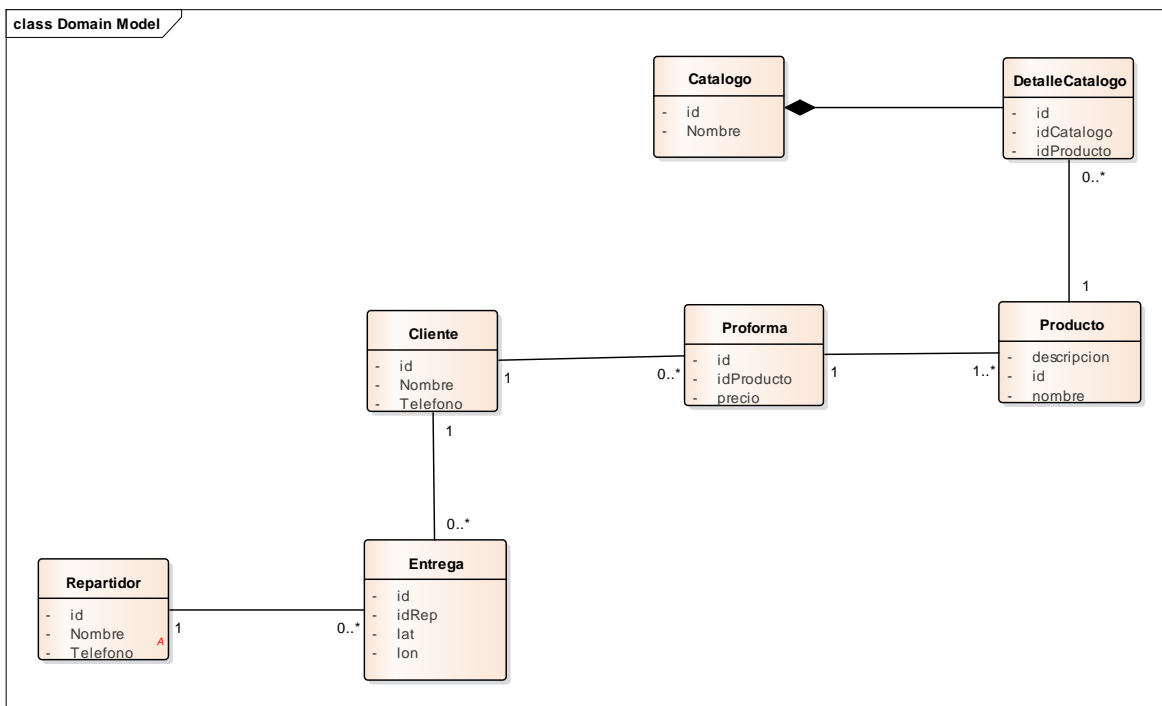 class Domain Model
Catalogo
- id
- Nombre
DetalleCatalogo
- id
- idCatalogo
- idProducto
0..*
1
Cliente
- id
- Nombre
- Telefono
1
0..*
Proforma
- id
- idProducto
- precio
1
1..*
Producto
- descripcion
- id
- nombre
1
0..*
Repartidor
- id
- Nombre
- Telefono
A
1
0..*
Entrega
- id
- idRep
- lat
- lon